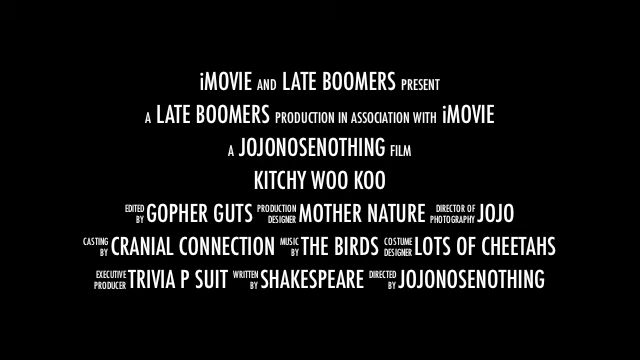 iMOVIE AND LATE BOOMERS PRESENT
A LATE BOOMERS PRODUCTION IN ASSOCIATION WITH iMOVIE
A JOJONOSENOTHING FILM
KITCHY WOO KOO
EDITED BY GOPHER GUTS PRODUCTION DESIGNER MOTHER NATURE DIRECTOR OF PHOTOGRAPHY JOJO
CASTING BY CRANIAL CONNECTION MUSIC BY THE BIRDS COSTUME DESIGNER LOTS OF CHEETAHS
EXECUTIVE PRODUCER TRIVIA P SUIT WRITTEN BY SHAKESPEARE DIRECTED BY JOJONOSENOTHING